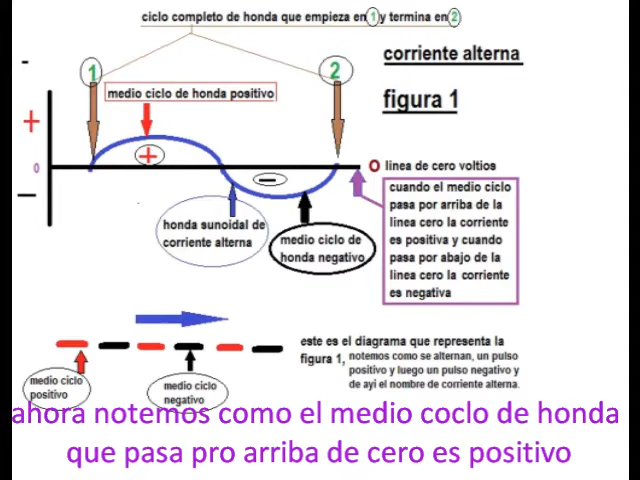 ciclo completo de honda que empieza en 1 y termina en 2
corriente alterna
figura 1
-
1
2
medio ciclo de honda positivo
+
+
0
O linea de cero voltios
−
−
cuando el medio ciclo
pasa por arriba de la
linea cero la corriente
es positiva y cuando
pasa por abajo de la
linea cero la corriente
es negativa
honda sunoidal de
corriente alterna
medio ciclo de
honda negativo
este es el diagrama que representa la
figura 1, notemos como se alternan, un pulso
positivo y luego un pulso negativo y
de ayi el nombre de corriente alterna.
medio ciclo
positivo
medio ciclo
negativo
ahora notemos como el medio coclo de honda
que pasa pro arriba de cero es positivo